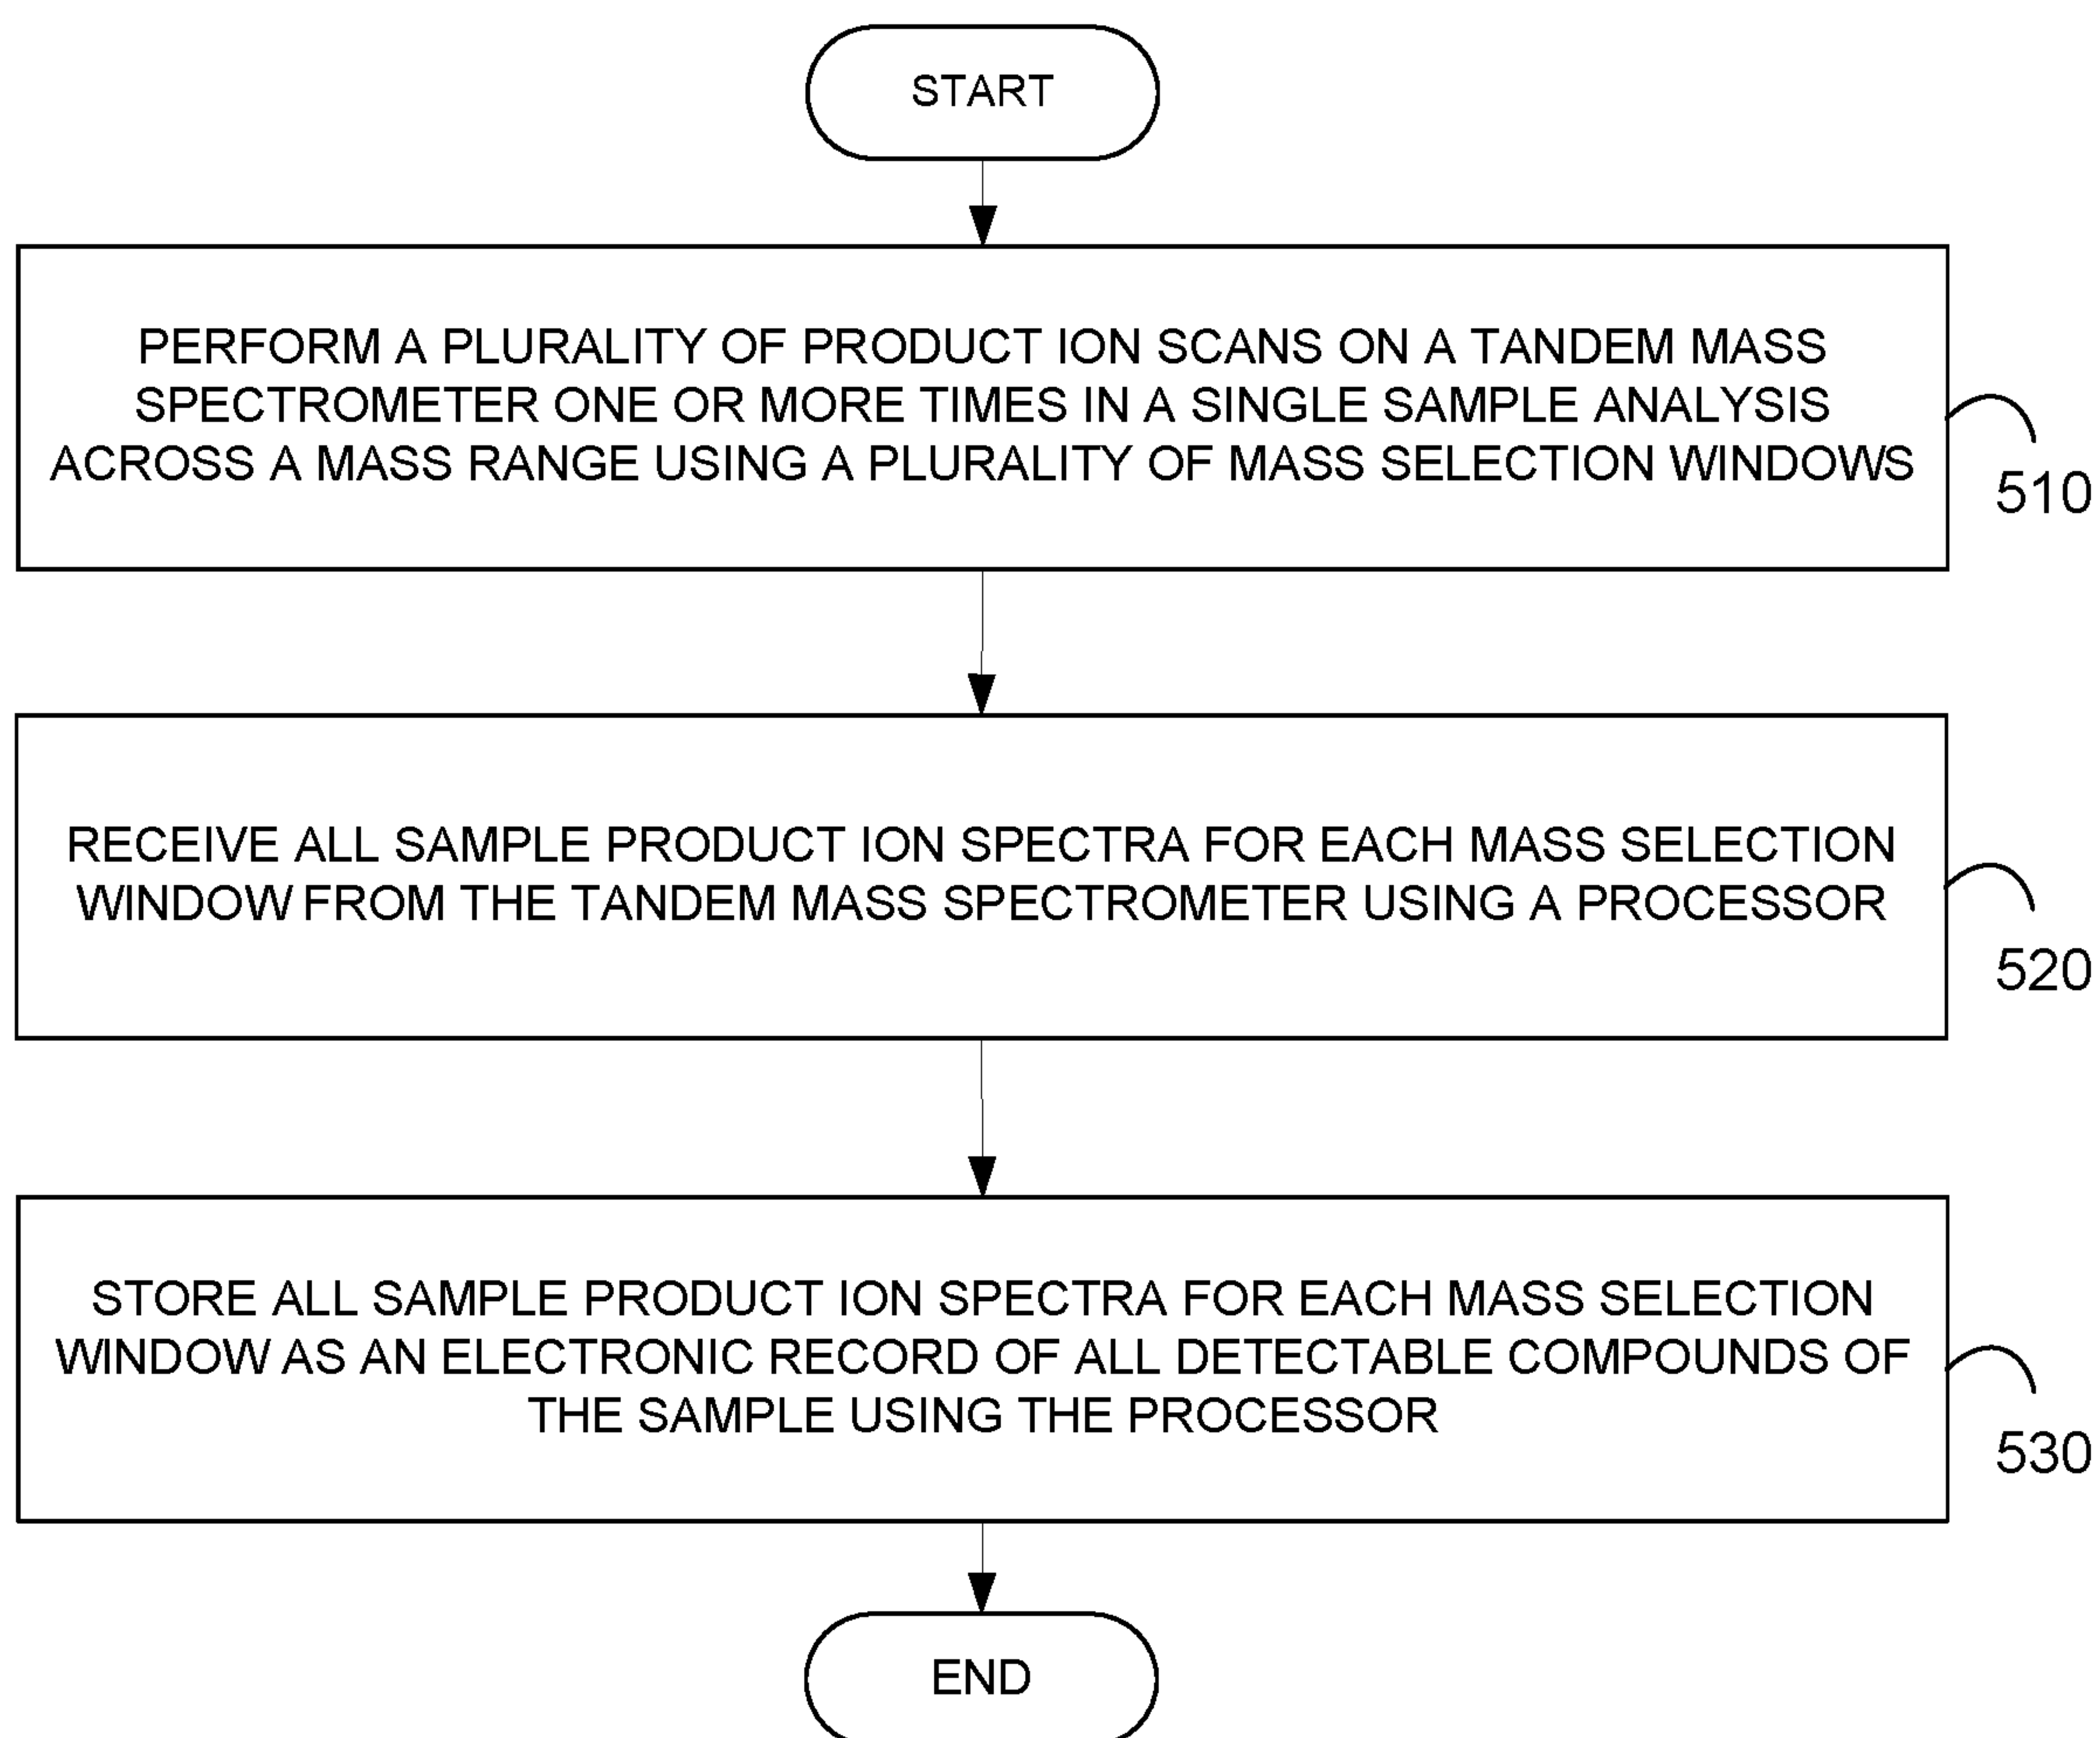 START
PERFORM A PLURALITY OF PRODUCT ION SCANS ON A TANDEM MASS
SPECTROMETER ONE OR MORE TIMES IN A SINGLE SAMPLE ANALYSIS
ACROSS A MASS RANGE USING A PLURALITY OF MASS SELECTION WINDOWS
510
RECEIVE ALL SAMPLE PRODUCT ION SPECTRA FOR EACH MASS SELECTION
WINDOW FROM THE TANDEM MASS SPECTROMETER USING A PROCESSOR
520
STORE ALL SAMPLE PRODUCT ION SPECTRA FOR EACH MASS SELECTION
WINDOW AS AN ELECTRONIC RECORD OF ALL DETECTABLE COMPOUNDS OF
THE SAMPLE USING THE PROCESSOR
530
END